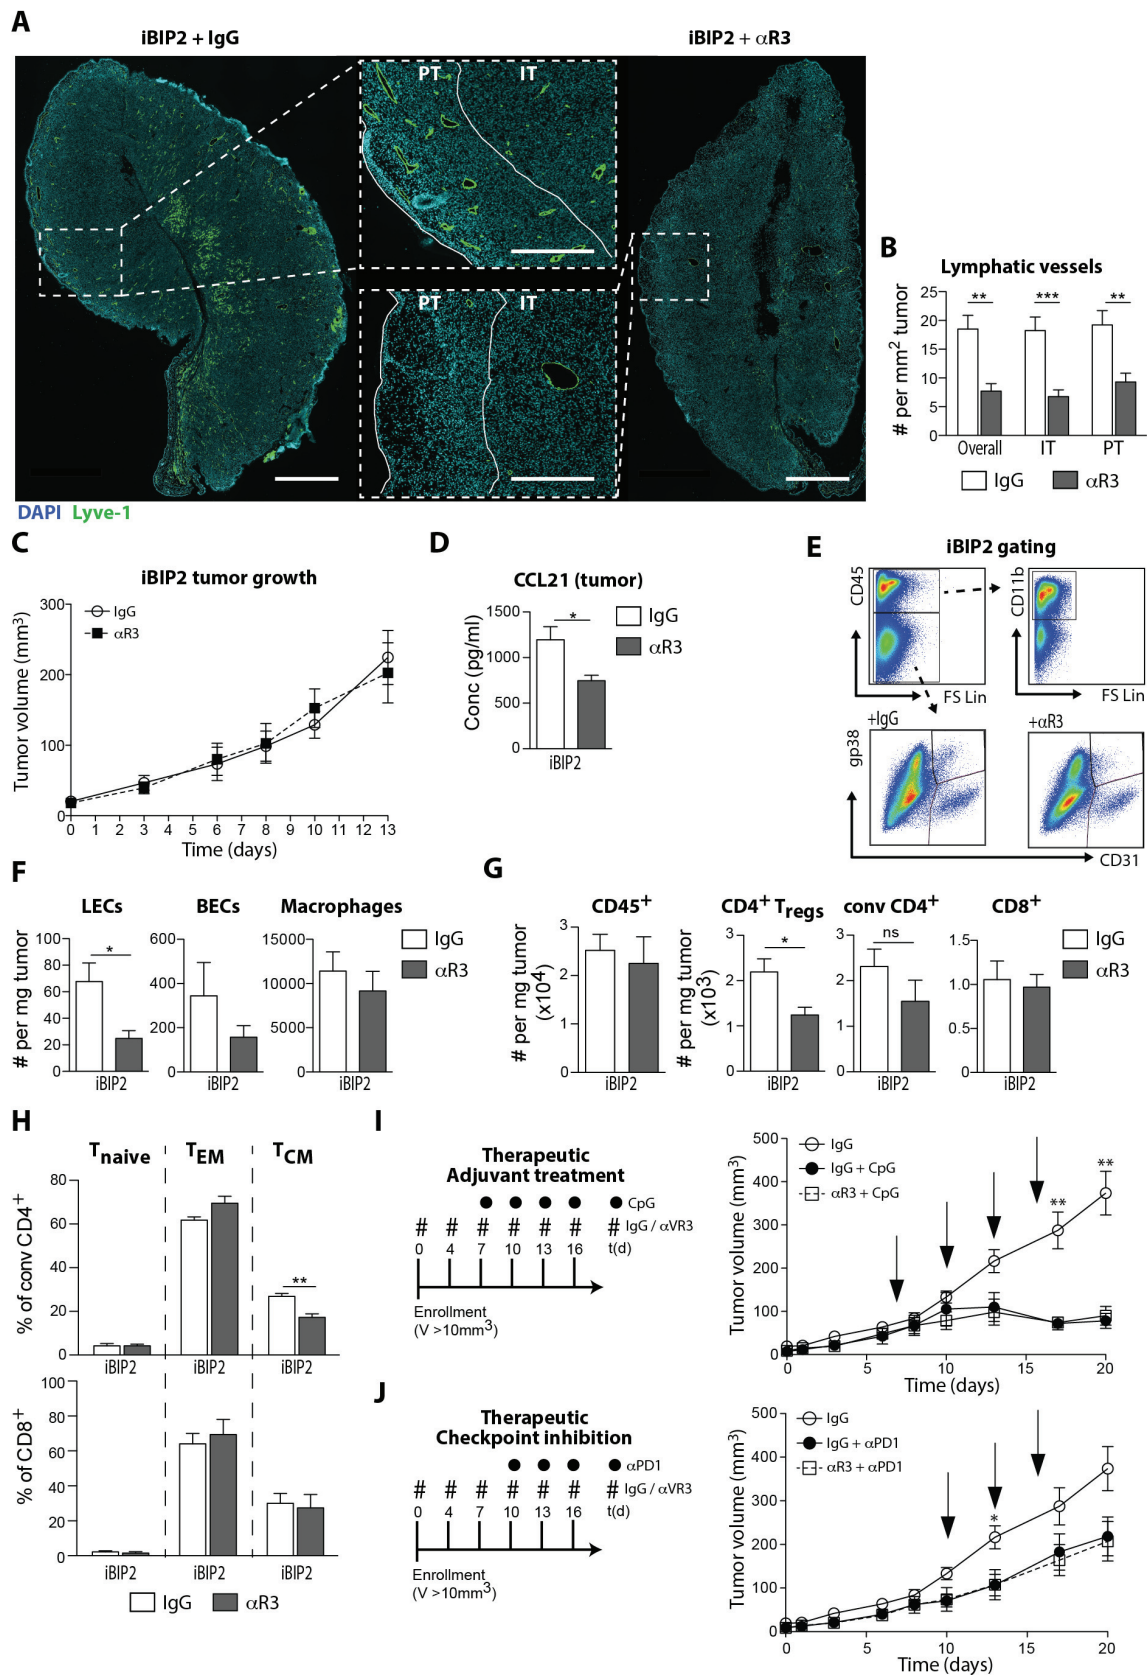 A
iBIP2 + IgG
iBIP2 + αR3
PT
IT
PT
IT
DAPI Lyve-1
B
Lymphatic vessels
# per mm2 tumor
25
20
15
10
5
0
**
***
**
Overall
IT
PT
IgG
αR3
C
iBIP2 tumor growth
Tumor volume (mm3)
300
200
100
0
IgG
αR3
0 1 2 3 4 5 6 7 8 9 10 11 12 13
Time (days)
D
CCL21 (tumor)
Conc (pg/ml)
1500
1000
500
0
*
IgG
αR3
iBIP2
E
iBIP2 gating
CD45
FS Lin
CD11b
FS Lin
+IgG
+αR3
gp38
CD31
F
LECs
BECs
Macrophages
# per mg tumor
100
80
60
40
20
0
*
iBIP2
600
400
200
0
iBIP2
15000
10000
5000
0
iBIP2
IgG
αR3
G
CD45+
CD4+ Tregs
conv CD4+
CD8+
# per mg tumor
(x104)
3
2
1
0
iBIP2
# per mg tumor
(x103)
3
2
1
0
*
iBIP2
3
2
1
0
ns
iBIP2
1.5
1.0
0.5
0
iBIP2
IgG
αR3
H
Tnaive
TEM
TCM
% of conv CD4+
80
60
40
20
0
**
iBIP2
iBIP2
iBIP2
% of CD8+
100
80
60
40
20
0
iBIP2
iBIP2
iBIP2
IgG
αR3
I
Therapeutic
Adjuvant treatment
CpG
# # # # # # # IgG / αVR3
0 4 7 10 13 16 t(d)
Enrollment
(V >10mm3)
Tumor volume (mm3)
500
400
300
200
100
0
IgG
IgG + CpG
αR3 + CpG
**
**
0 5 10 15 20
Time (days)
J
Therapeutic
Checkpoint inhibition
αPD1
# # # # # # # IgG / αVR3
0 4 7 10 13 16 t(d)
Enrollment
(V >10mm3)
Tumor volume (mm3)
500
400
300
200
100
0
IgG
IgG + αPD1
αR3 + αPD1
*
0 5 10 15 20
Time (days)